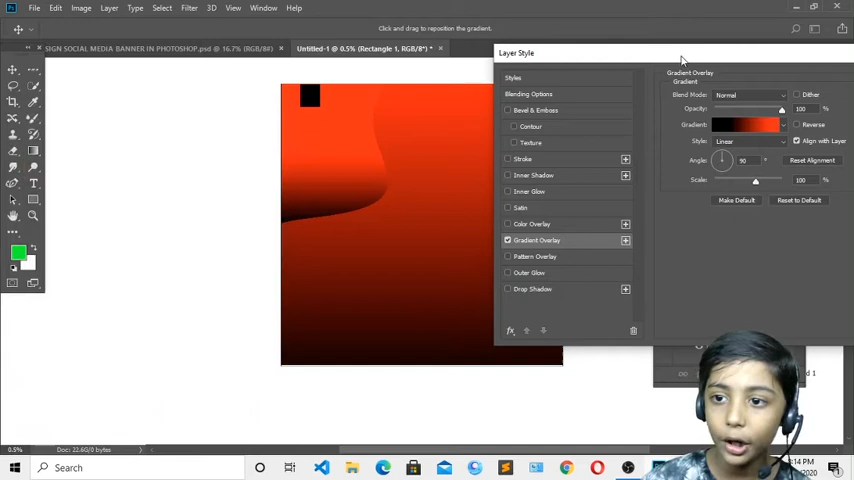 Ps File Edit Image Layer Type Select Filter 3D View Window Help
Click and drag to reposition the gradient.
SIGN SOCIAL MEDIA BANNER IN PHOTOSHOP.psd @ 16.7% (RGB/8#) × Untitled-1 @ 0.5% (Rectangle 1, RGB/8*) * ×
Layer Style
Styles
Blending Options
Bevel & Emboss
Contour
Texture
Stroke
Inner Shadow
Inner Glow
Satin
Color Overlay
Gradient Overlay
Pattern Overlay
Outer Glow
Drop Shadow
fx
Gradient Overlay
Gradient
Blend Mode: Normal Dither
Opacity: 100 %
Gradient: Reverse
Style: Linear Align with Layer
Angle: 90 ° Reset Alignment
Scale: 100 %
Make Default Reset to Default
0.5% Doc: 22.6G/0 bytes
Search